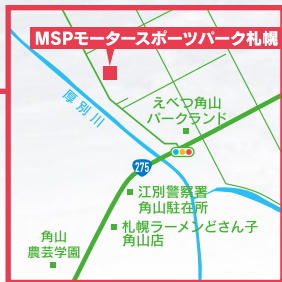 MSPモータースポーツパーク札幌
厚別川
えべつ角山
パークランド
275
江別警察署
角山駐在所
札幌ラーメンどさん子
角山店
角山
農芸学園